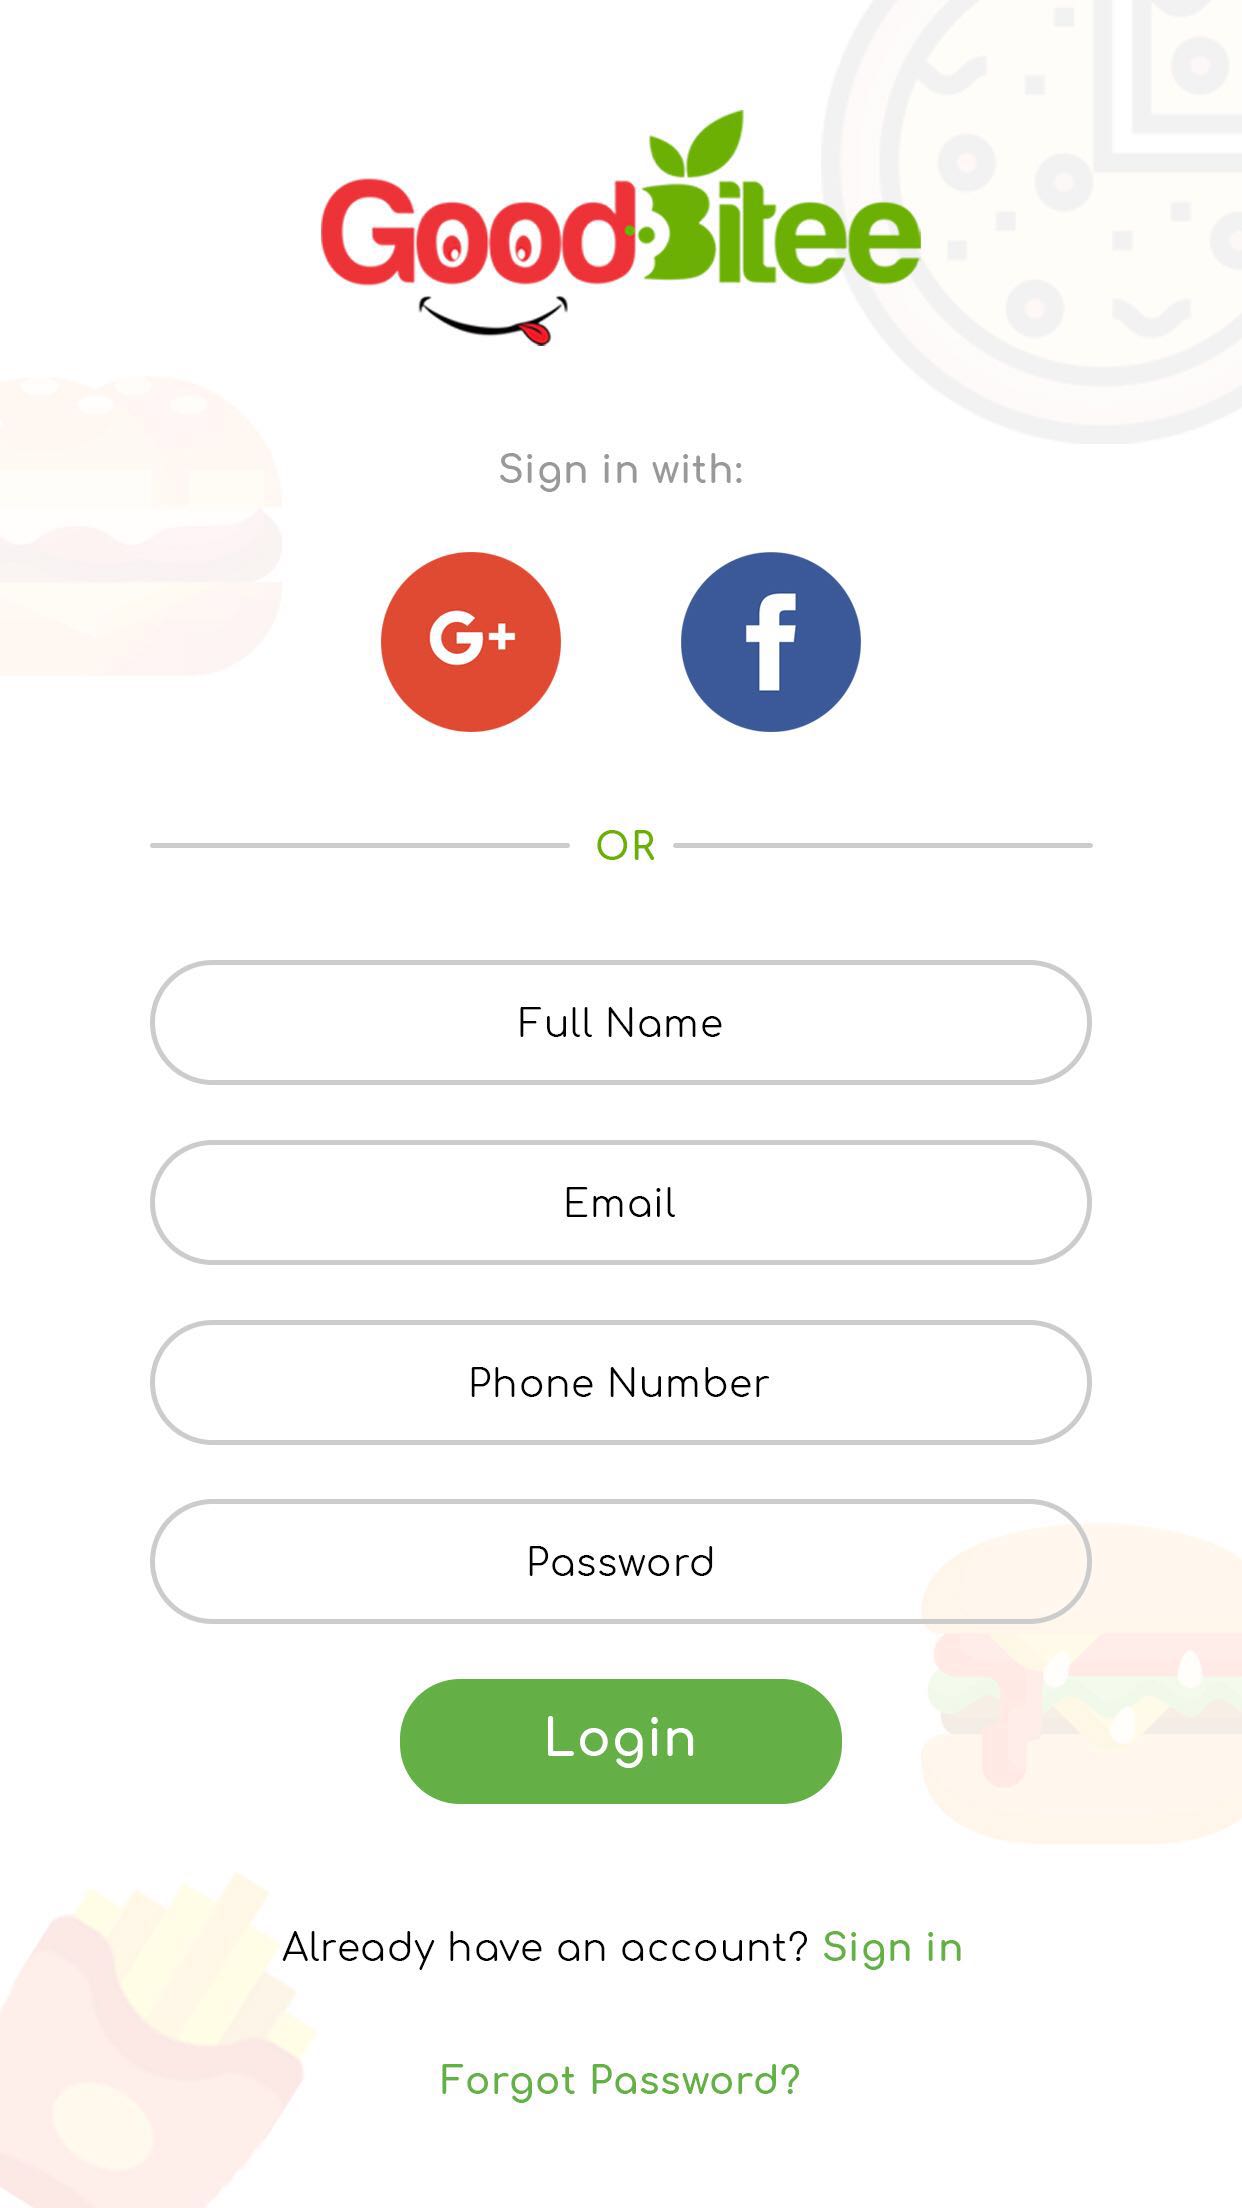 GoodBitee
Sign in with:
G+ f
OR
Full Name
Email
Phone Number
Password
Login
Already have an account? Sign in
Forgot Password?